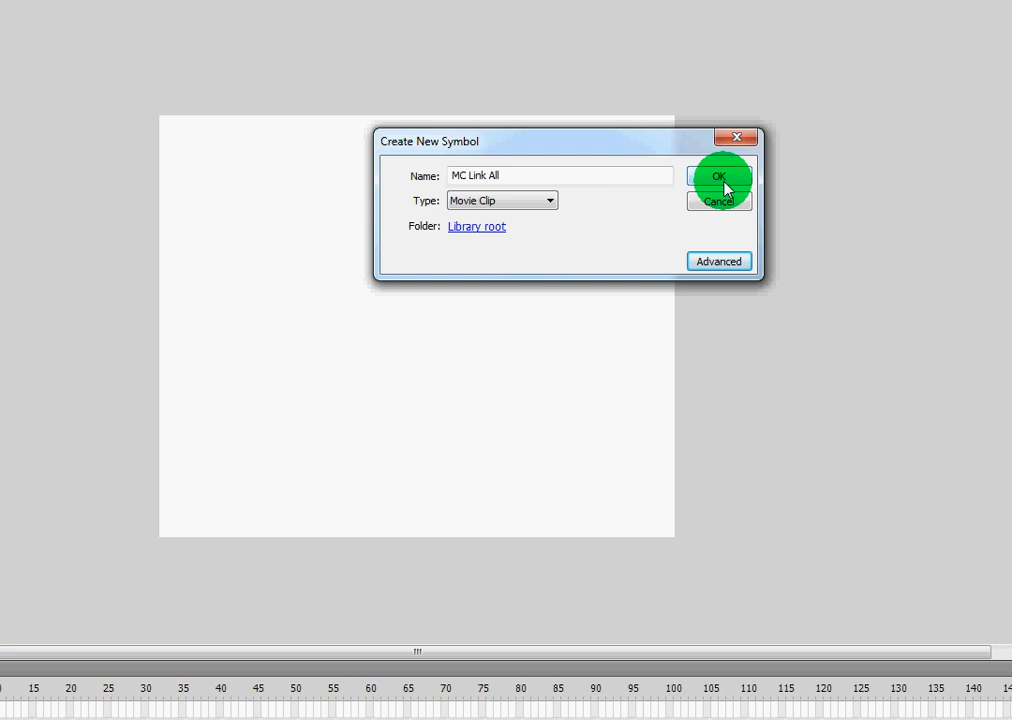 Create New Symbol
Name: MC Link All OK
Type: Movie Clip Cancel
Folder: Library root
Advanced
15 20 25 30 35 40 45 50 55 60 65 70 75 80 85 90 95 100 105 110 115 120 125 130 135 140